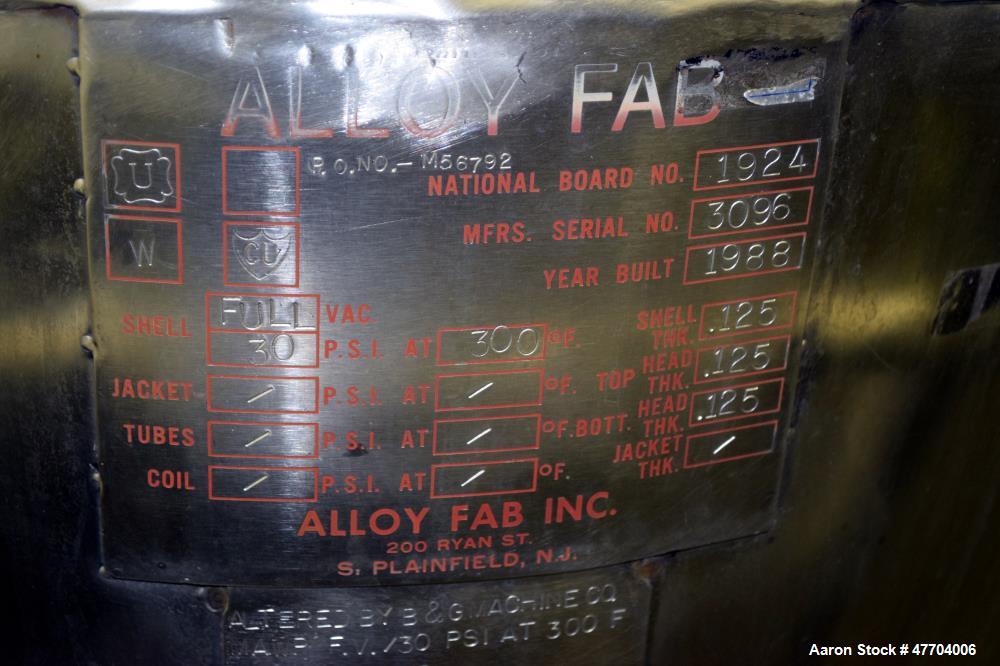 ALLOY FAB
P.O.NO.-M56792
U
NATIONAL BOARD NO. 1924
W
CU
MFRS. SERIAL NO. 3096
YEAR BUILT 1988
SHELL FULL VAC.
30 P.S.I. AT 300 °F.
SHELL THK. .125
JACKET / P.S.I. AT / °F.
TOP HEAD THK. .125
TUBES / P.S.I. AT / °F.
BOTT. HEAD THK. .125
COIL / P.S.I. AT / °F.
JACKET THK. /
ALLOY FAB INC.
200 RYAN ST.
S. PLAINFIELD, N.J.
ALTERED BY B & G MACHINE CO
F.V./30 PSI AT 300 F
Aaron Stock # 47704006